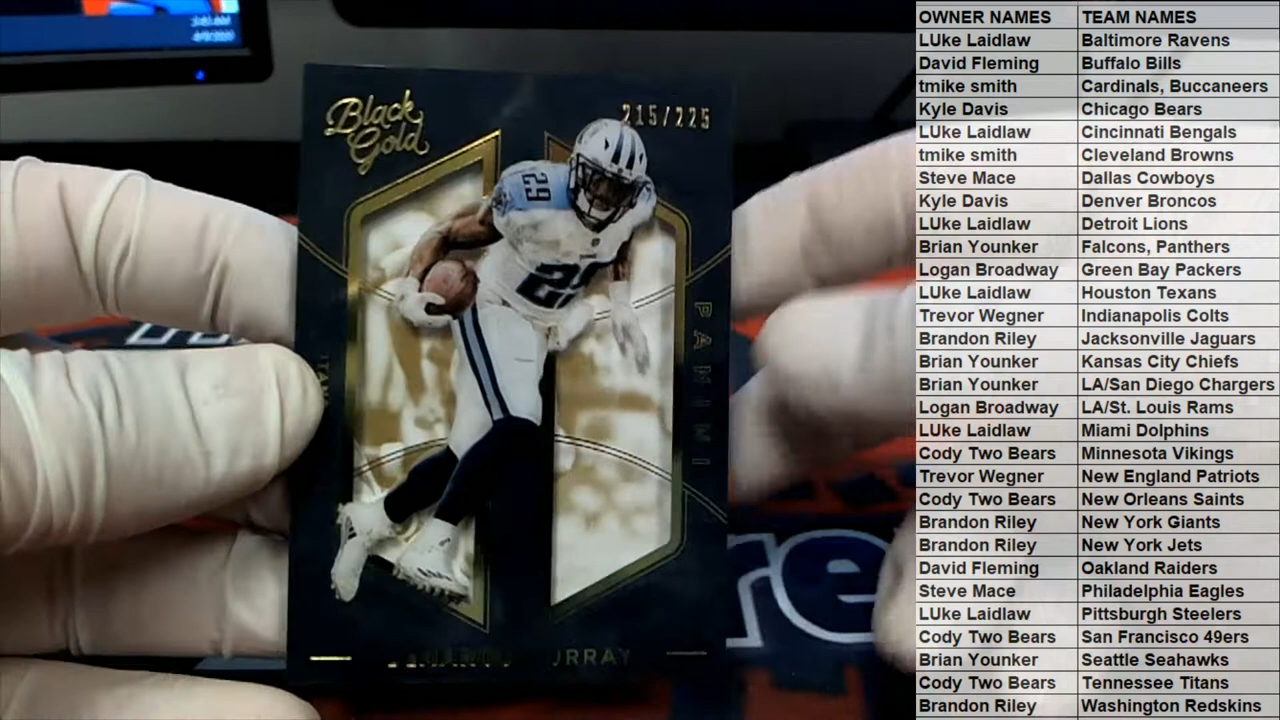 3:40 AM
Black
Gold
215/225
29
29
PANINI
URRAY
re
OWNER NAMES TEAM NAMES
LUke Laidlaw Baltimore Ravens
David Fleming Buffalo Bills
tmike smith Cardinals, Buccaneers
Kyle Davis Chicago Bears
LUke Laidlaw Cincinnati Bengals
tmike smith Cleveland Browns
Steve Mace Dallas Cowboys
Kyle Davis Denver Broncos
LUke Laidlaw Detroit Lions
Brian Younker Falcons, Panthers
Logan Broadway Green Bay Packers
LUke Laidlaw Houston Texans
Trevor Wegner Indianapolis Colts
Brandon Riley Jacksonville Jaguars
Brian Younker Kansas City Chiefs
Brian Younker LA/San Diego Chargers
Logan Broadway LA/St. Louis Rams
LUke Laidlaw Miami Dolphins
Cody Two Bears Minnesota Vikings
Trevor Wegner New England Patriots
Cody Two Bears New Orleans Saints
Brandon Riley New York Giants
Brandon Riley New York Jets
David Fleming Oakland Raiders
Steve Mace Philadelphia Eagles
LUke Laidlaw Pittsburgh Steelers
Cody Two Bears San Francisco 49ers
Brian Younker Seattle Seahawks
Cody Two Bears Tennessee Titans
Brandon Riley Washington Redskins